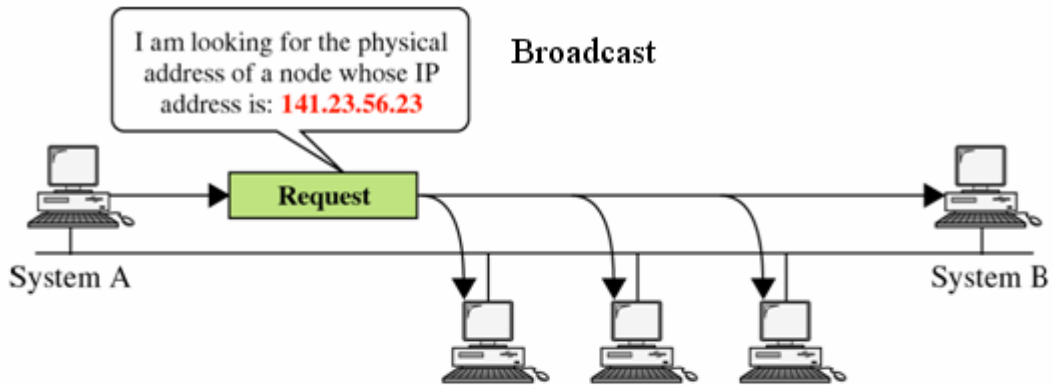 I am looking for the physical
address of a node whose IP
address is: 141.23.56.23
Broadcast
Request
System A
System B